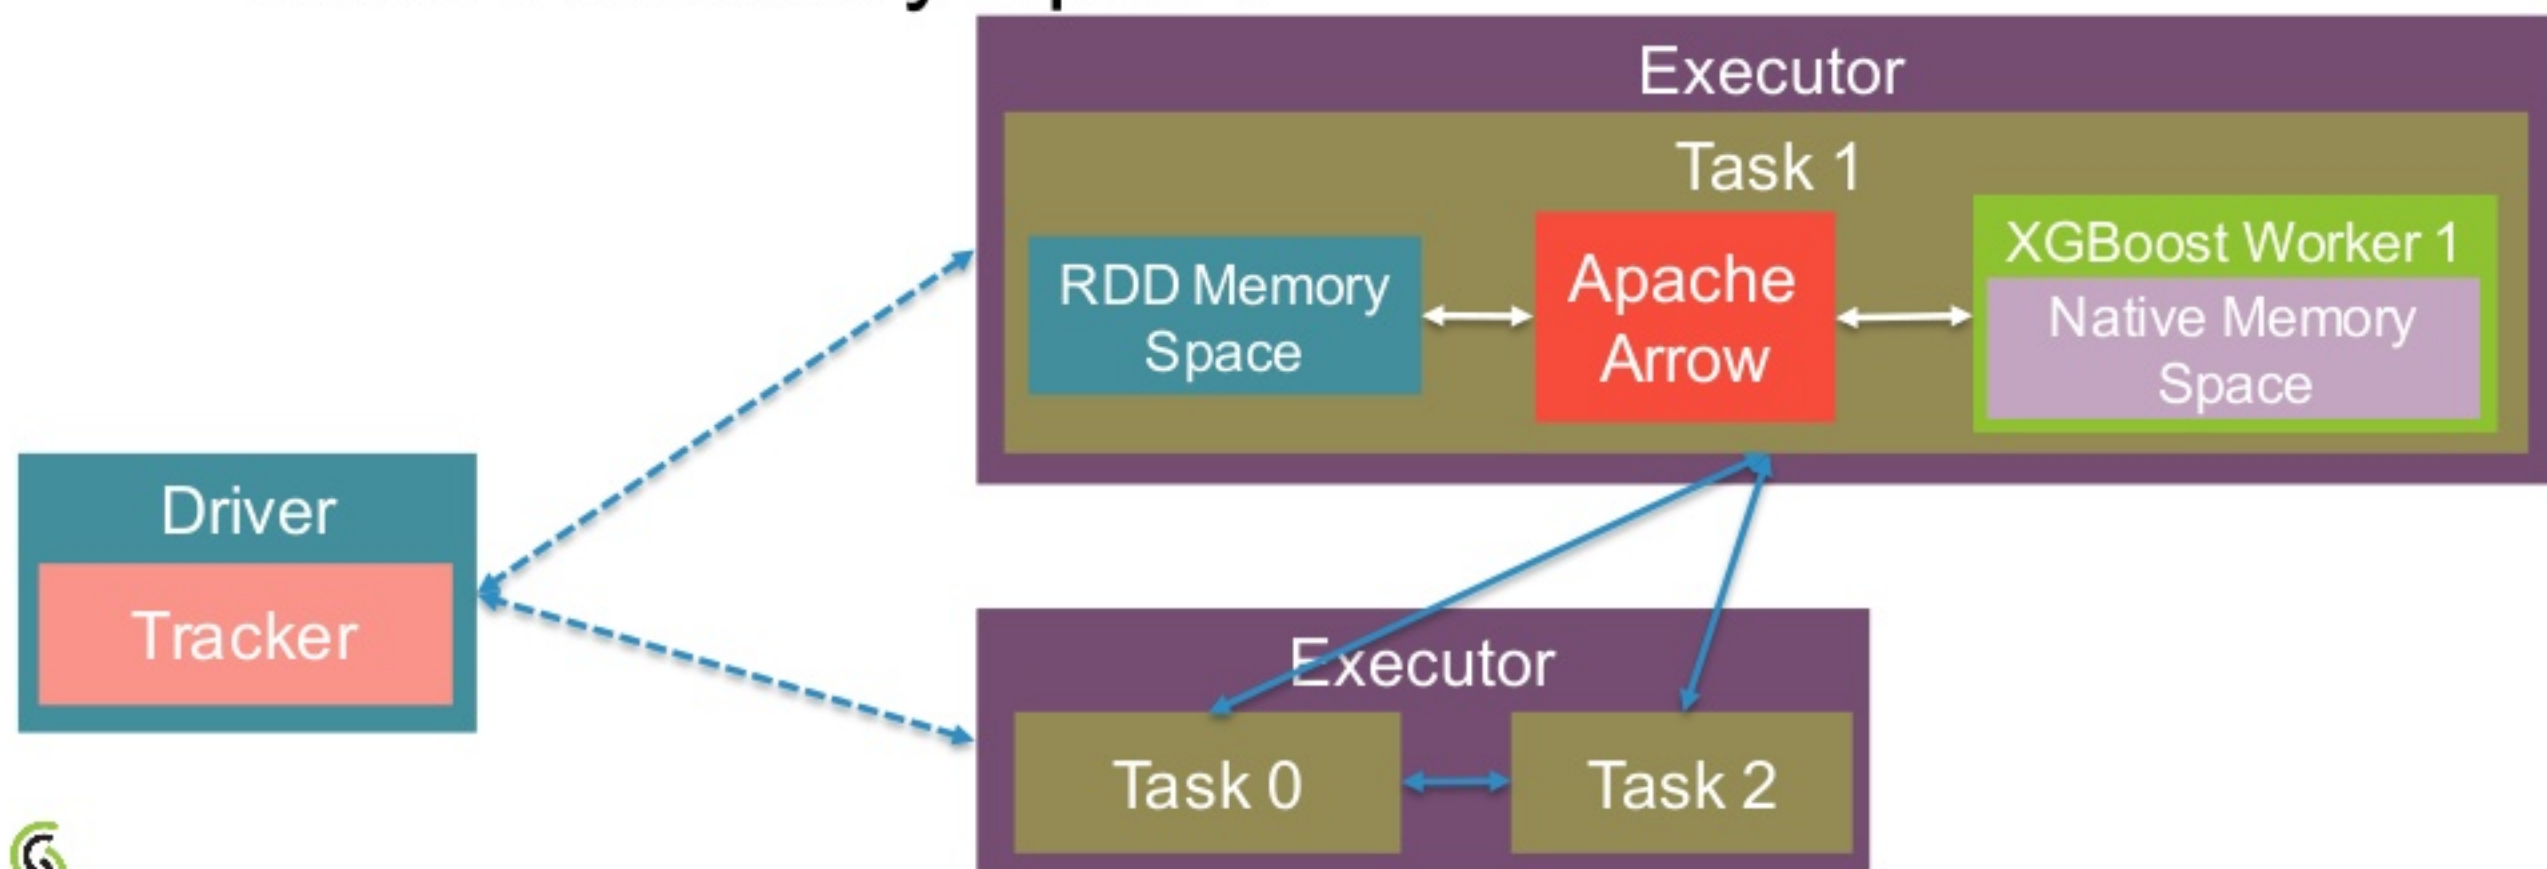 Executor
Task 1
RDD Memory
Space
Apache
Arrow
XGBoost Worker 1
Native Memory
Space
Driver
Tracker
Executor
Task 0
Task 2